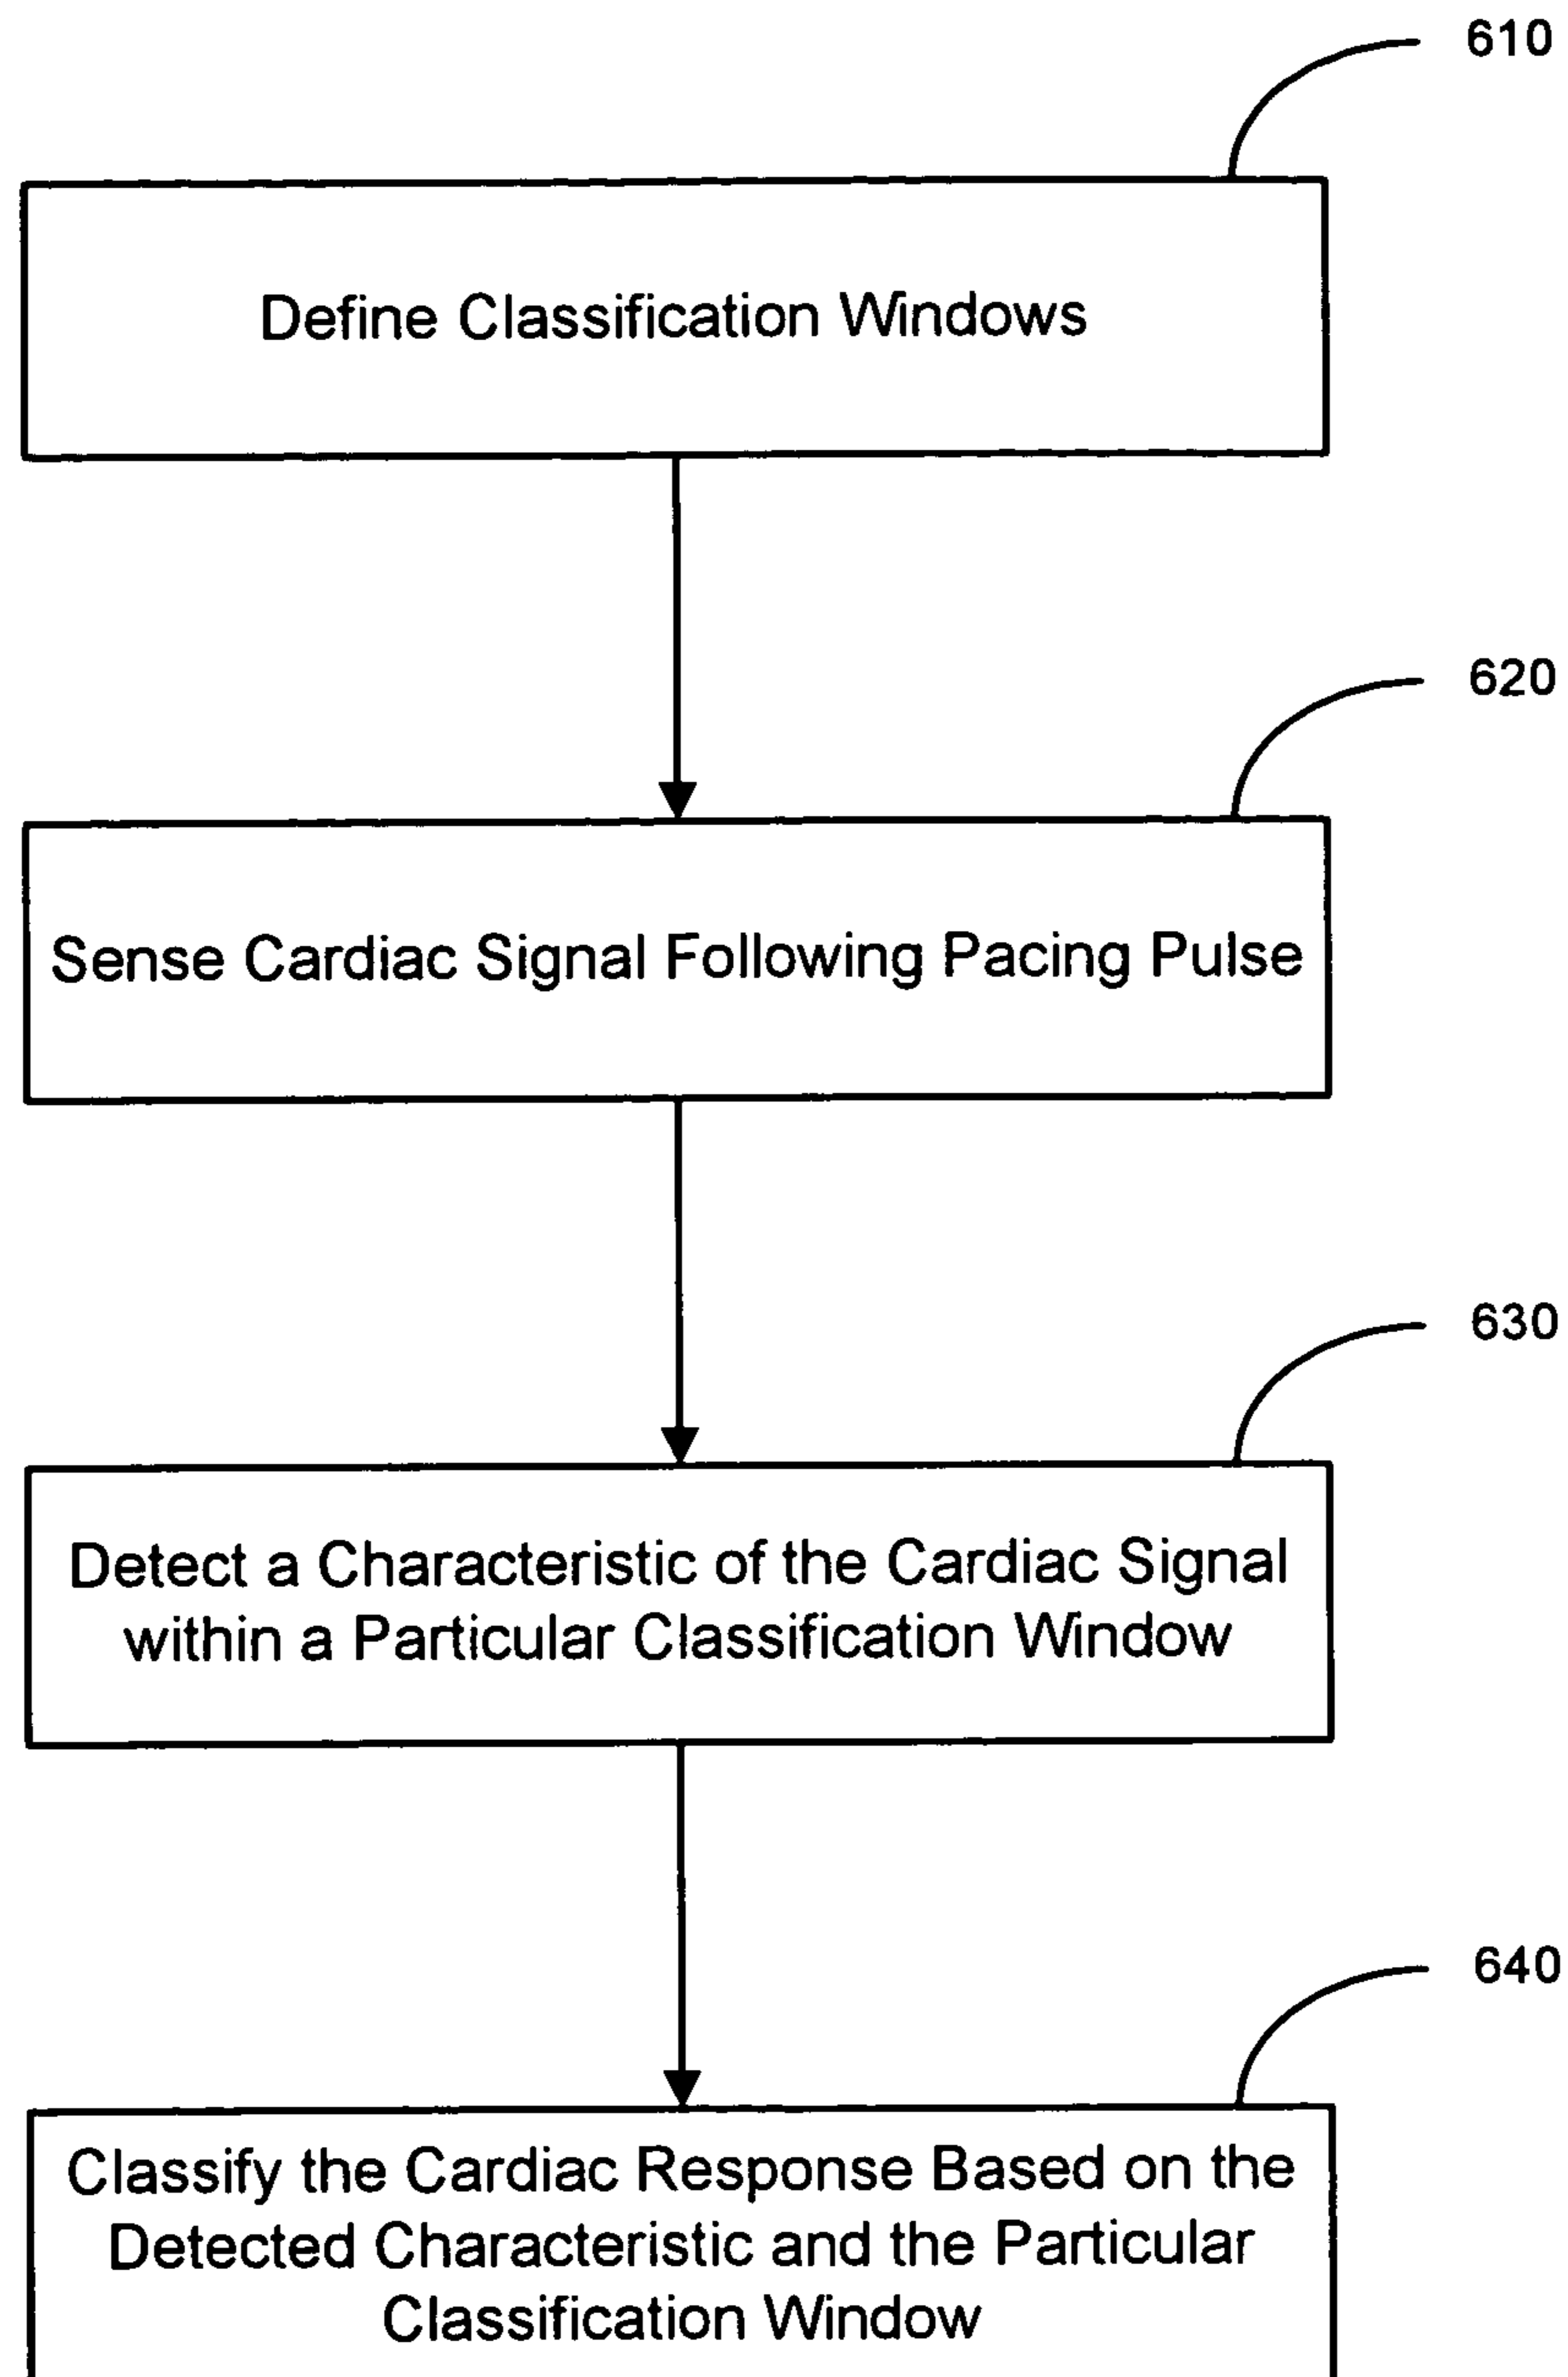 610
Define Classification Windows
620
Sense Cardiac Signal Following Pacing Pulse
630
Detect a Characteristic of the Cardiac Signal
within a Particular Classification Window
640
Classify the Cardiac Response Based on the
Detected Characteristic and the Particular
Classification Window